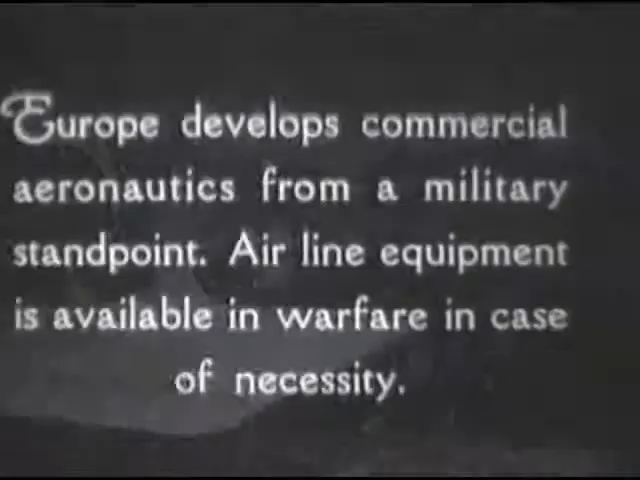 Europe develops commercial
aeronautics from a military
standpoint. Air line equipment
is available in warfare in case
of necessity.